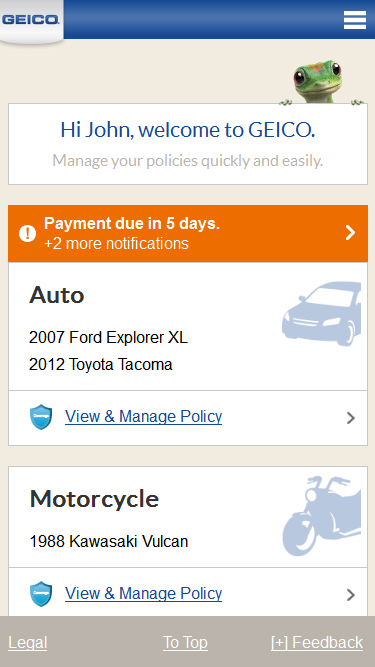 GEICO
Hi John, welcome to GEICO.
Manage your policies quickly and easily.
Payment due in 5 days.
+2 more notifications
Auto
2007 Ford Explorer XL
2012 Toyota Tacoma
Coverage
View & Manage Policy
Motorcycle
1988 Kawasaki Vulcan
Coverage
View & Manage Policy
Legal
To Top
[+] Feedback